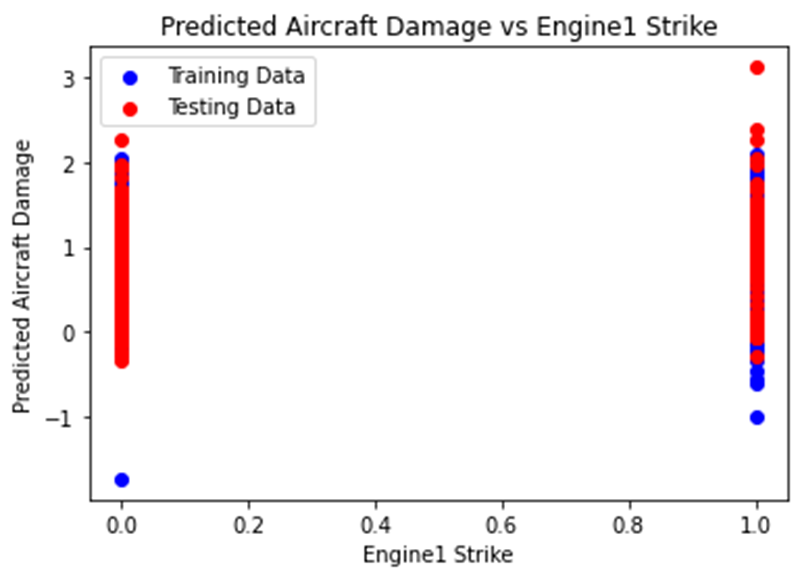 Predicted Aircraft Damage vs Engine1 Strike
Training Data
Testing Data
3
2
1
0
−1
Predicted Aircraft Damage
0.0 0.2 0.4 0.6 0.8 1.0
Engine1 Strike